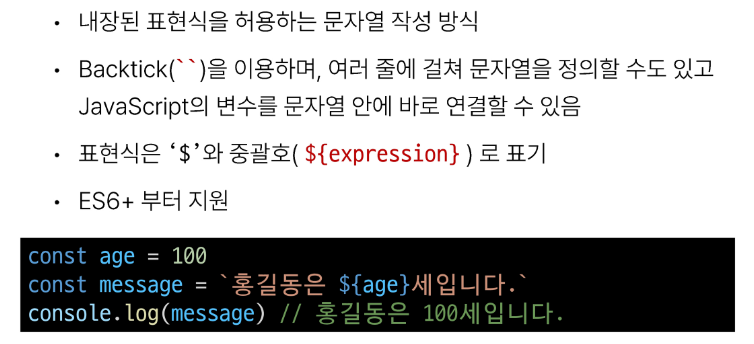 • 내장된 표현식을 허용하는 문자열 작성 방식
• Backtick(``)을 이용하며, 여러 줄에 걸쳐 문자열을 정의할 수도 있고
JavaScript의 변수를 문자열 안에 바로 연결할 수 있음
• 표현식은 ‘$’와 중괄호( ${expression} ) 로 표기
• ES6+ 부터 지원
const age = 100
const message = `홍길동은 ${age}세입니다.`
console.log(message) // 홍길동은 100세입니다.